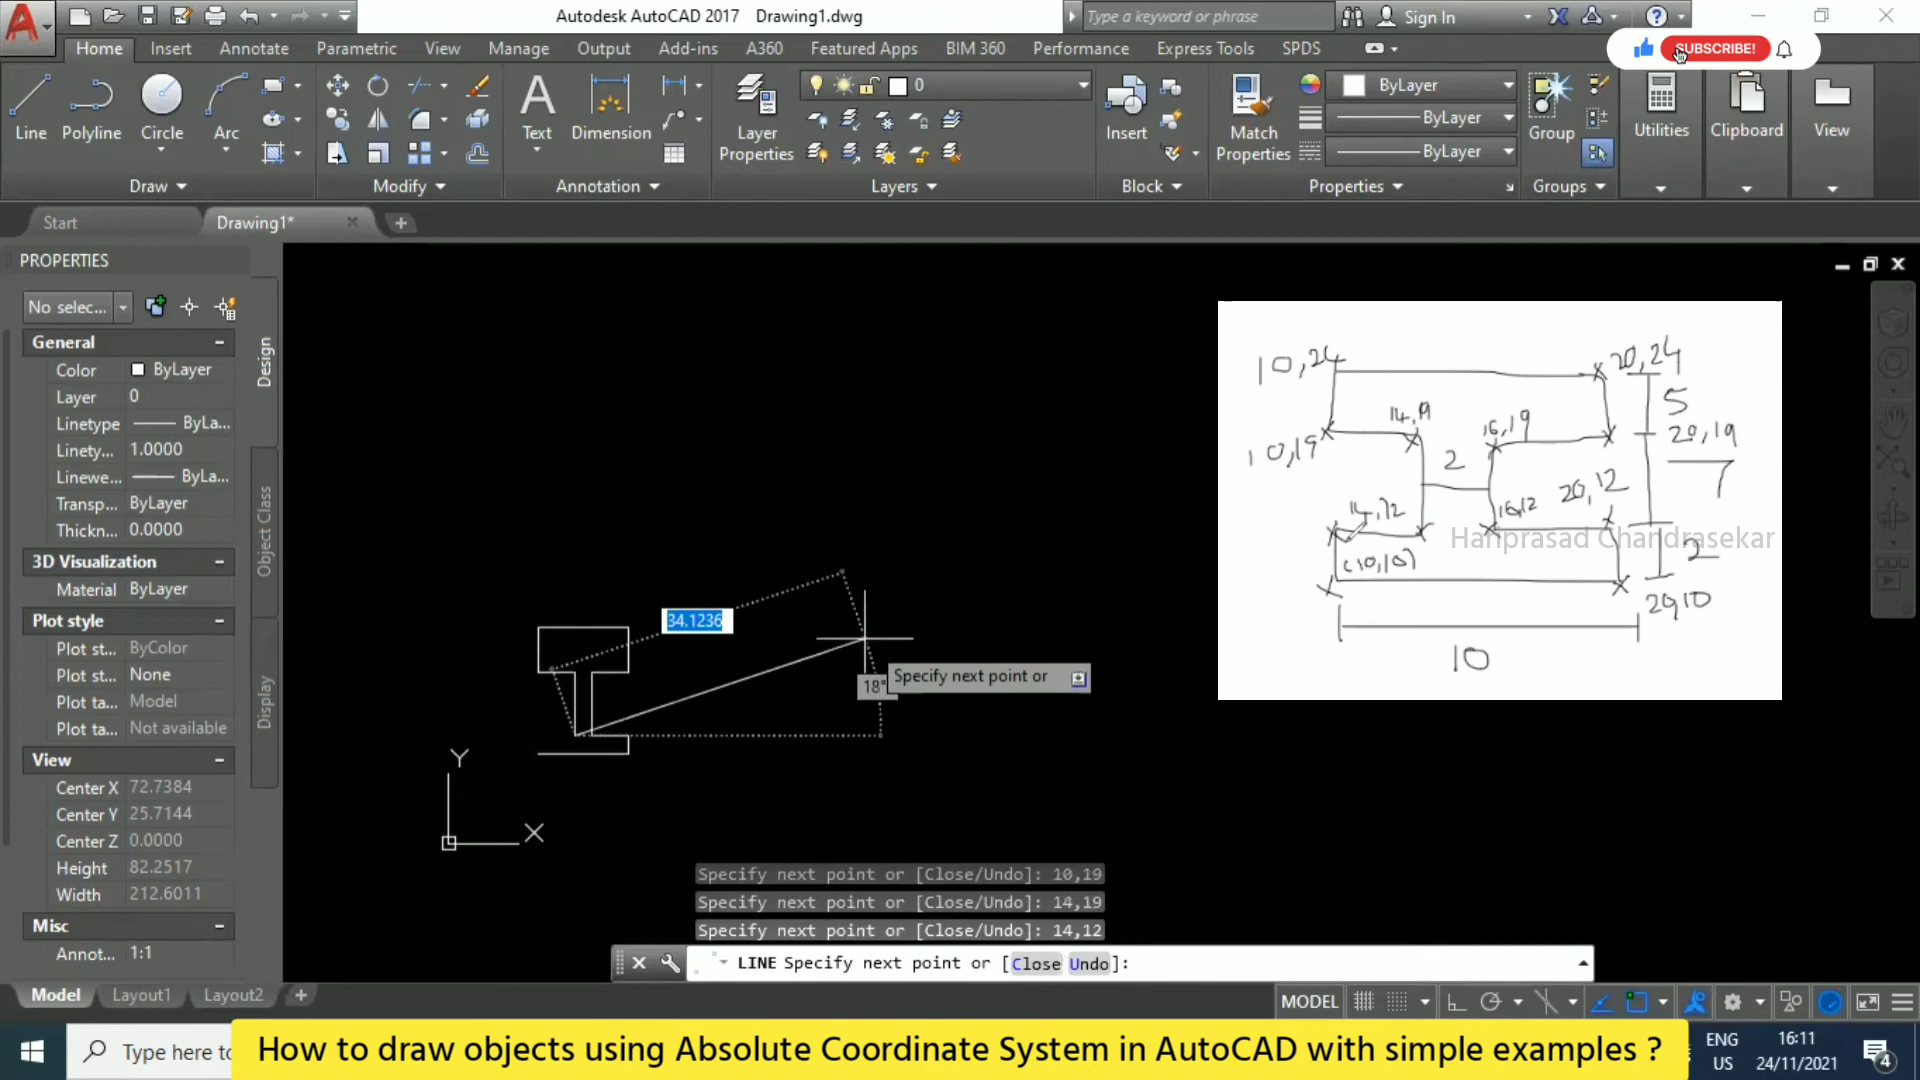 Autodesk AutoCAD 2017 Drawing1.dwg
Type a keyword or phrase
Sign In
Home Insert Annotate Parametric View Manage Output Add-ins A360 Featured Apps BIM 360 Performance Express Tools SPDS
SUBSCRIBE!
Line Polyline Circle Arc
Text Dimension
Layer Properties
0
Insert
Match Properties
ByLayer
ByLayer
ByLayer
Group
Utilities
Clipboard
View
Draw Modify Annotation Layers Block Properties Groups
Start Drawing1*
PROPERTIES
No selec...
General
Color ByLayer
Layer 0
Linetype ByLa...
Linety... 1.0000
Linewe... ByLa...
Transp... ByLayer
Thickn... 0.0000
3D Visualization
Material ByLayer
Plot style
Plot st... ByColor
Plot st... None
Plot ta... Model
Plot ta... Not available
View
Center X 72.7384
Center Y 25.7144
Center Z 0.0000
Height 82.2517
Width 212.6011
Misc
Annot... 1:1
Design
Object Class
Display
34.1236
18°
Specify next point or
Y
X
10,24
20,24
5
14,19
16,19
20,19
10,19
2
7
20,12
14,12
16,12
Hariprasad Chandrasekar
2
(10,10)
20,10
10
Specify next point or [Close/Undo]: 10,19
Specify next point or [Close/Undo]: 14,19
Specify next point or [Close/Undo]: 14,12
LINE Specify next point or [Close Undo]:
Model Layout1 Layout2
MODEL
Type here to
How to draw objects using Absolute Coordinate System in AutoCAD with simple examples ?
ENG
US
16:11
24/11/2021
4